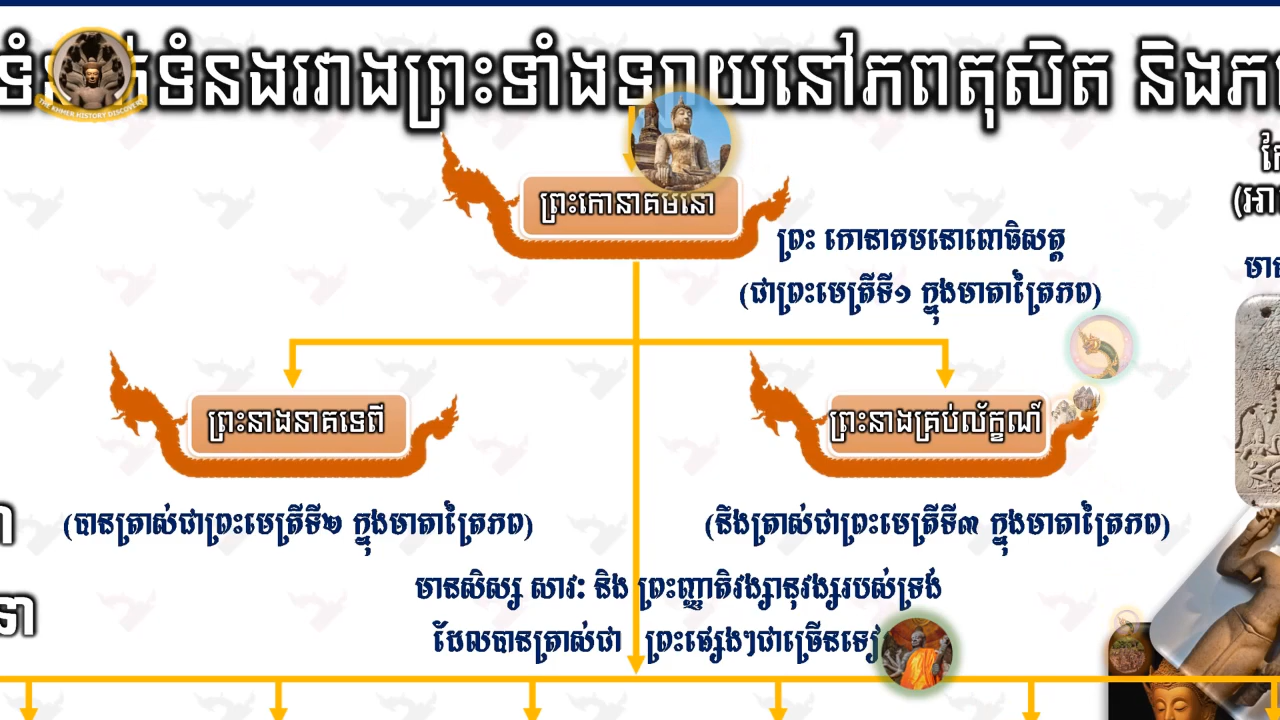 ទំនងរវាងព្រះទាំងឡាយនៅភពតុសិត និងភព
THE KHMER HISTORY DISCOVERY
ព្រះកោនាគមនោ
ព្រះ កោនាគមនោពោធិសត្ត
(ជាព្រះមេត្រីទី១ ក្នុងមាតាត្រៃភព)
ព្រះនាងនាគទេពី
ព្រះនាងគ្រប់ល័ក្ខណ៍
(បានត្រាស់ជាព្រះមេត្រីទី២ ក្នុងមាតាត្រៃភព)
(នឹងត្រាស់ជាព្រះមេត្រីទី៣ ក្នុងមាតាត្រៃភព)
មានសិស្ស សាវៈ និង ព្រះញ្ញាតិវង្សានុវង្សរបស់ទ្រង់
ដែលបានត្រាស់ជា ព្រះផ្សេងៗជាច្រើនទៀ